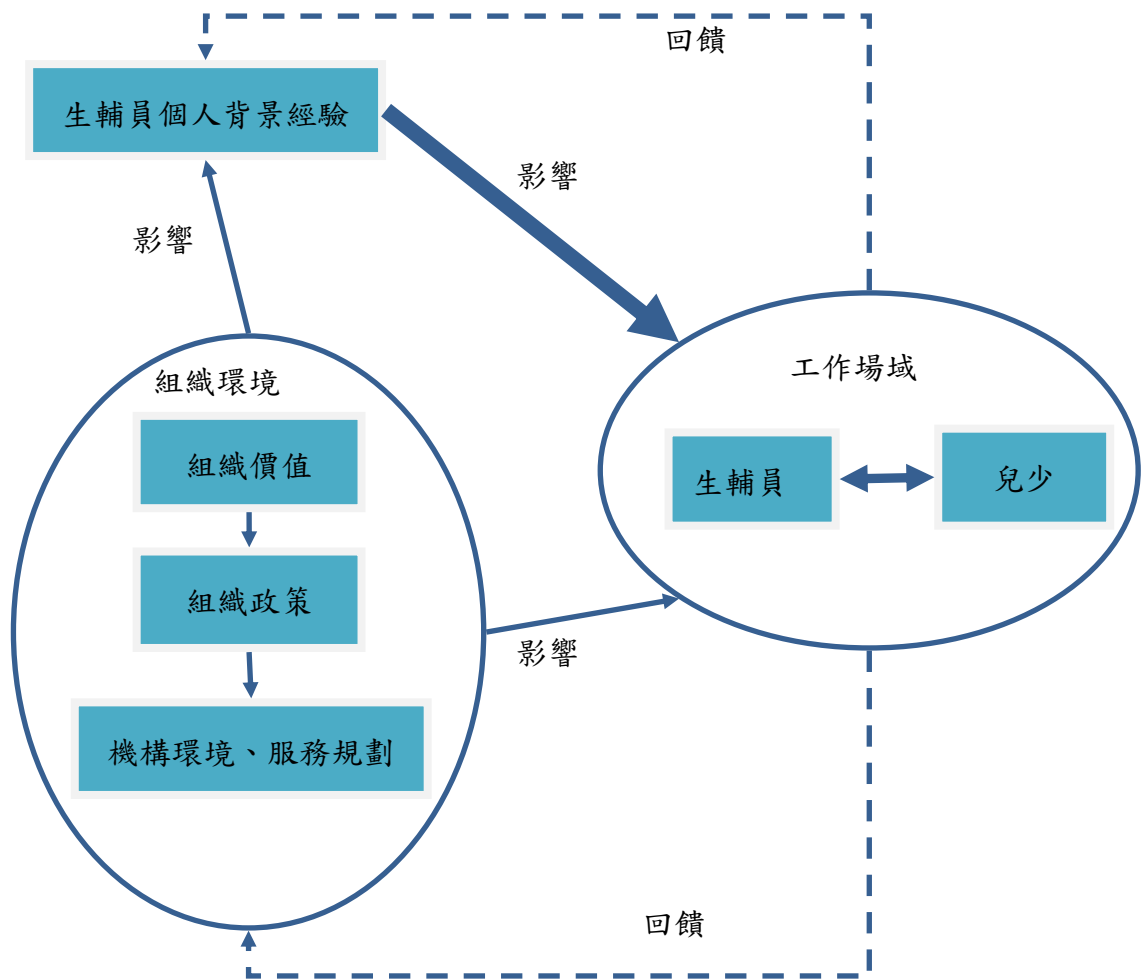 回饋
生輔員個人背景經驗
影響
影響
組織環境
工作場域
組織價值
生輔員
兒少
組織政策
影響
機構環境、服務規劃
回饋